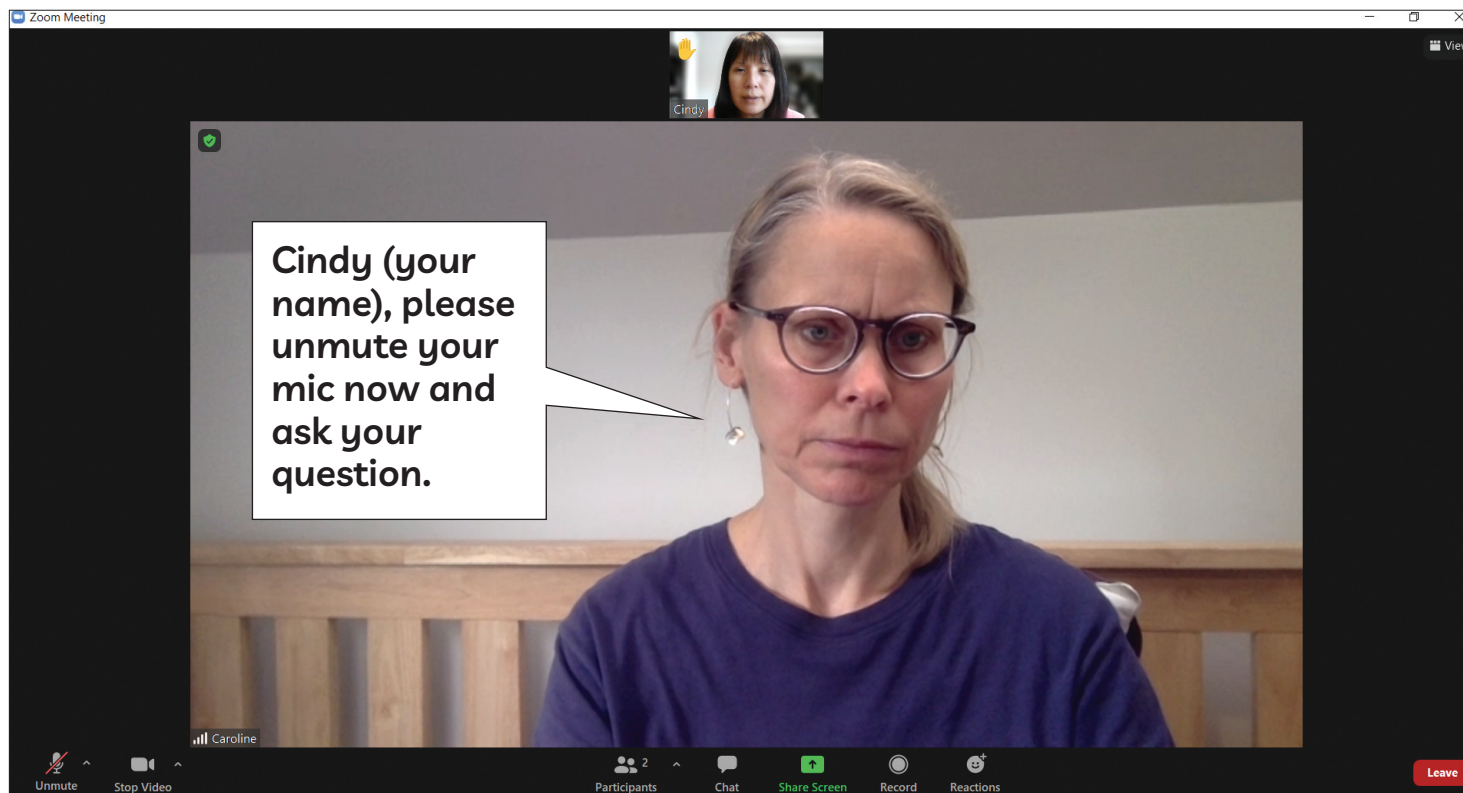 Zoom Meeting
View
Cindy
Cindy (your
name), please
unmute your
mic now and
ask your
question.
Caroline
Unmute
Stop Video
2
Participants
Chat
Share Screen
Record
Reactions
Leave